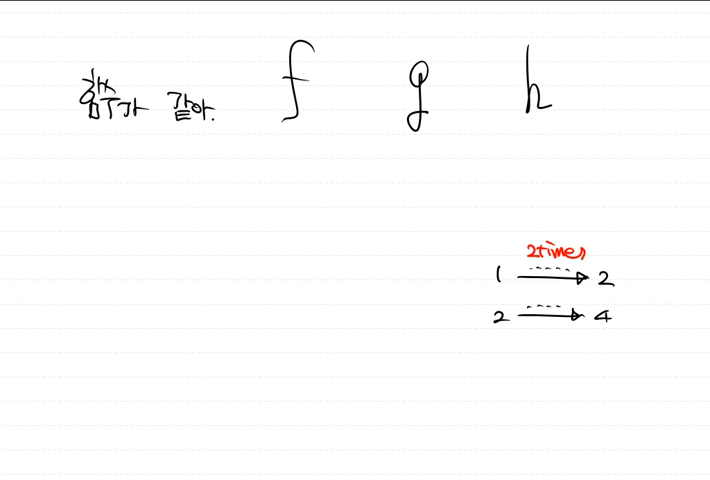 함수가 같아. f g h
2times
1 → 2
2 → 4